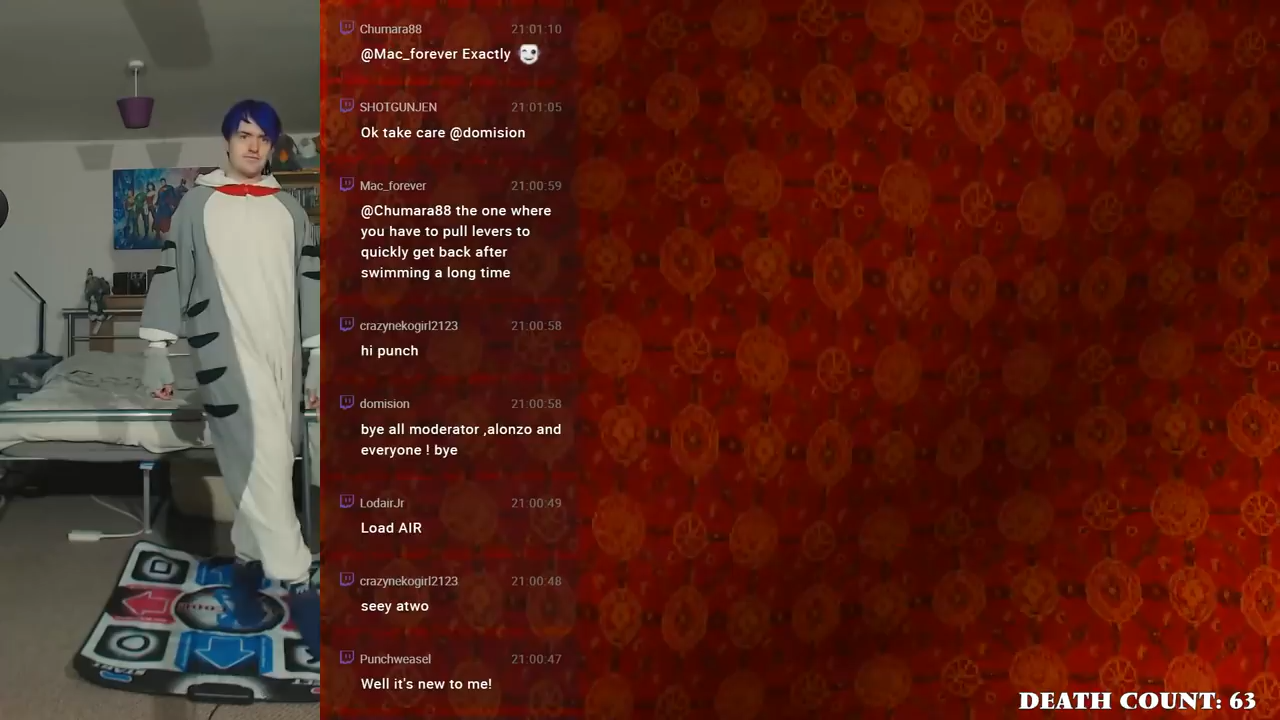 Chumara88 21:01:10
@Mac_forever Exactly
SHOTGUNJEN 21:01:05
Ok take care @domision
Mac_forever 21:00:59
@Chumara88 the one where
you have to pull levers to
quickly get back after
swimming a long time
crazynekogirl2123 21:00:58
hi punch
domision 21:00:58
bye all moderator ,alonzo and
everyone ! bye
LodairJr 21:00:49
Load AIR
crazynekogirl2123 21:00:48
seey atwo
Punchweasel 21:00:47
Well it's new to me!
START
DEATH COUNT: 63